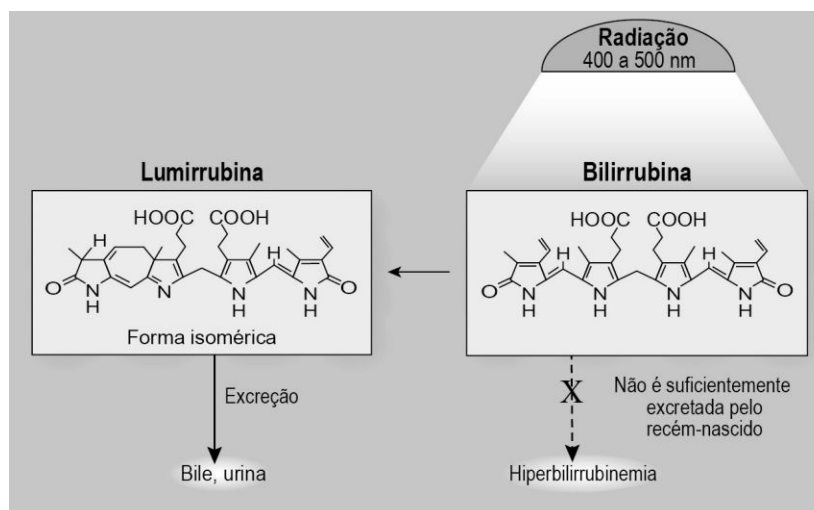 Radiação
400 a 500 nm
Lumirrubina
Bilirrubina
HOOC COOH
H
O
N
H
N
N
H
H
N
H
O
Forma isomérica
HOOC COOH
H
O
N
H
N
H
N
H
H
N
H
O
Excreção
X
Não é suficientemente
excretada pelo
recém-nascido
Bile, urina
Hiperbilirrubinemia